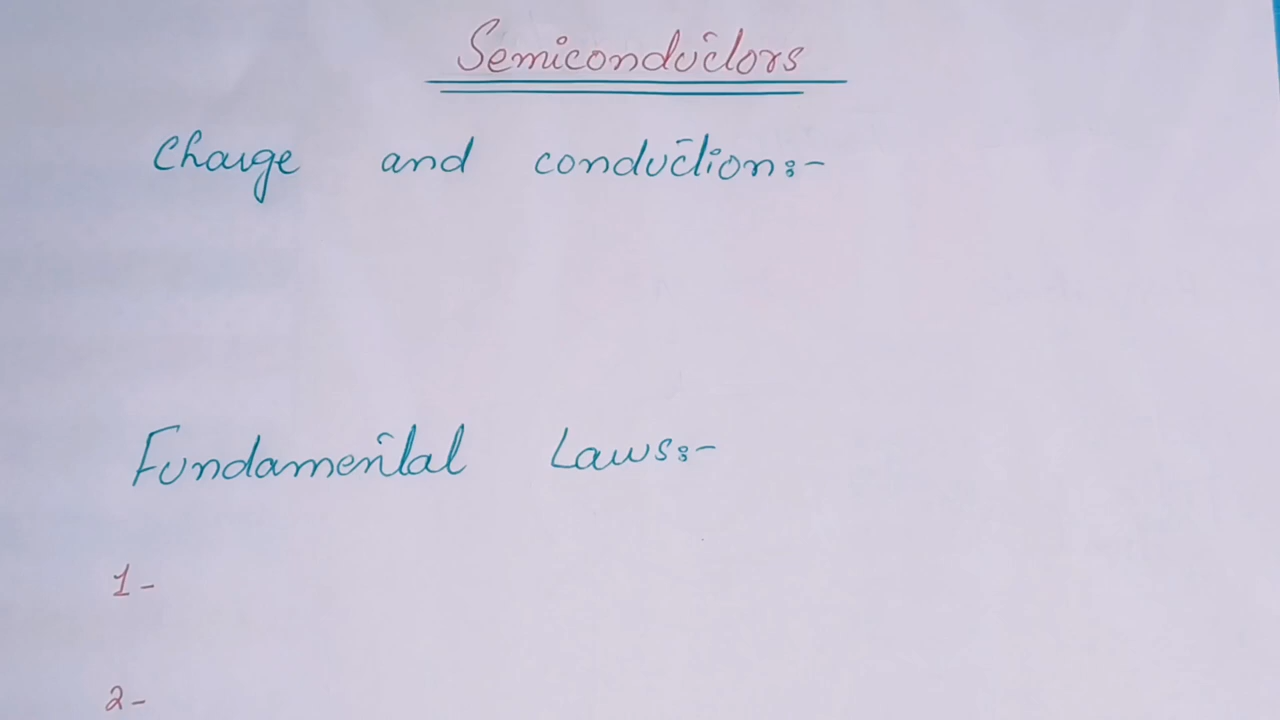 Semiconductors
Charge and conduction:-
Fundamental Laws:-
1-
2-